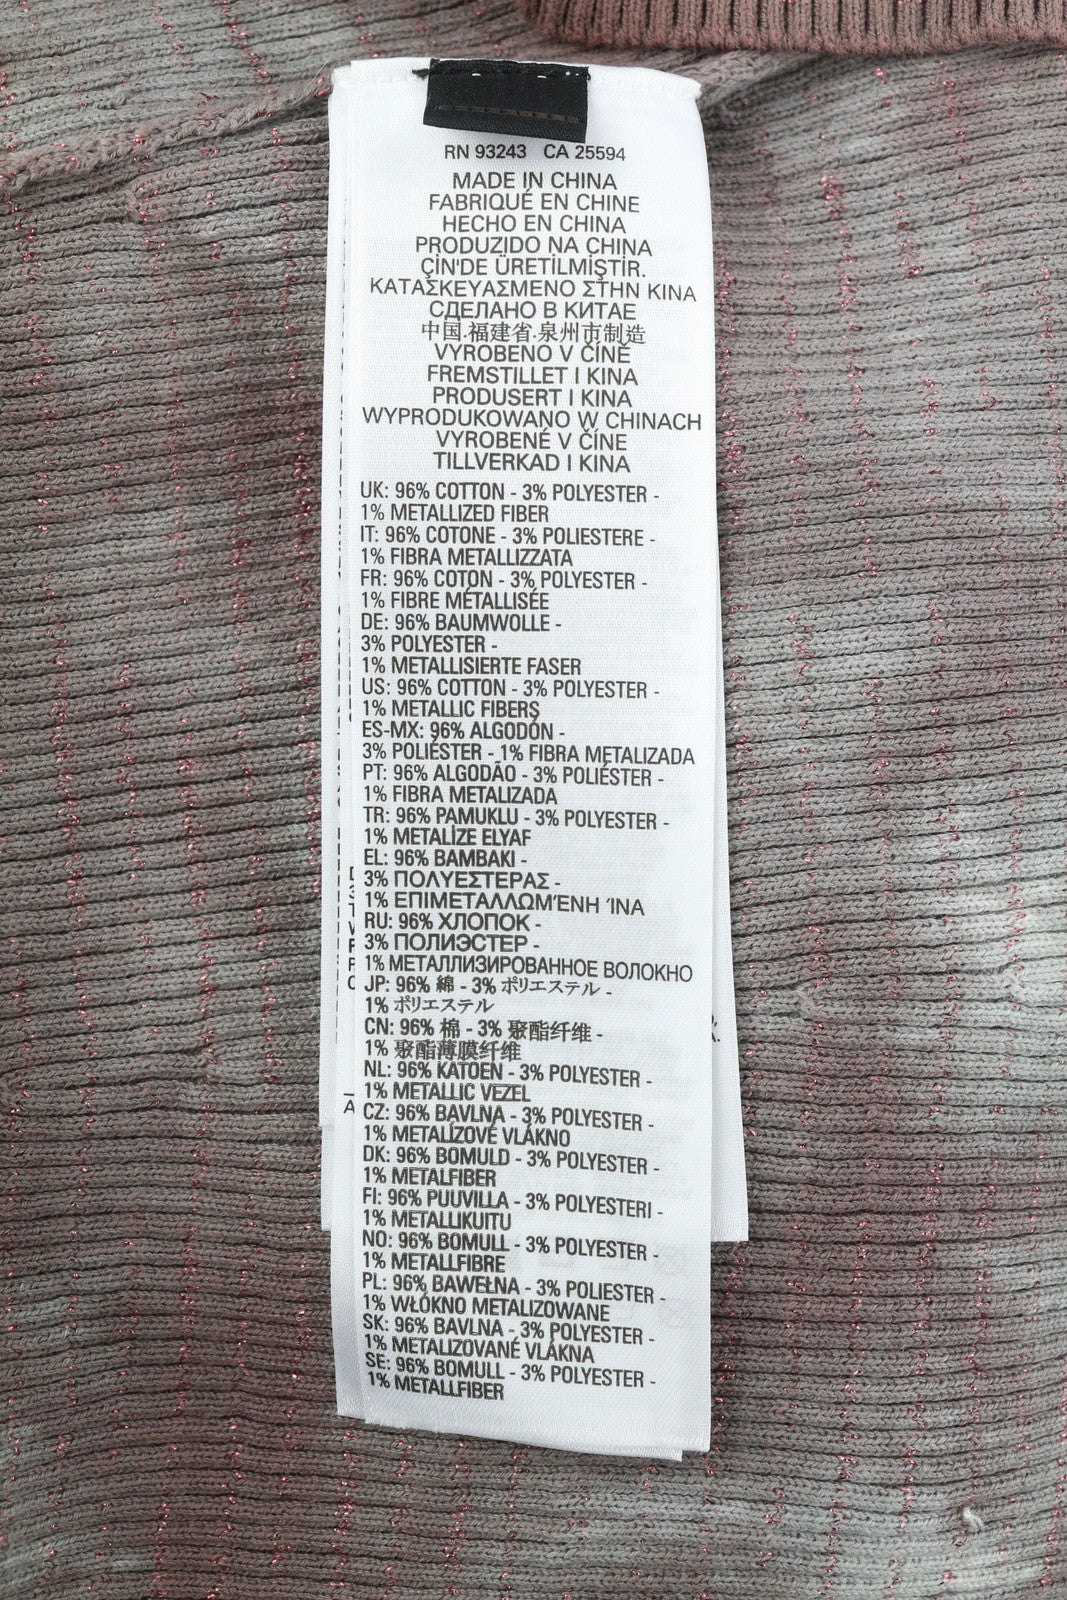 RN 93243 CA 25594
MADE IN CHINA
FABRIQUÉ EN CHINE
HECHO EN CHINA
PRODUZIDO NA CHINA
ÇİN'DE ÜRETİLMİŞTİR.
ΚΑΤΑΣΚΕΥΑΣΜΕΝΟ ΣΤΗΝ ΚΙΝΑ
СДЕЛАНО В КИТАЕ
中国.福建省.泉州市制造
VYROBENO V ČÍNĚ
FREMSTILLET I KINA
PRODUSERT I KINA
WYPRODUKOWANO W CHINACH
VYROBENÉ V ČÍNE
TILLVERKAD I KINA
UK: 96% COTTON - 3% POLYESTER -
1% METALLIZED FIBER
IT: 96% COTONE - 3% POLIESTERE -
1% FIBRA METALLIZZATA
FR: 96% COTON - 3% POLYESTER -
1% FIBRE MÉTALLISÉE
DE: 96% BAUMWOLLE -
3% POLYESTER -
1% METALLISIERTE FASER
US: 96% COTTON - 3% POLYESTER -
1% METALLIC FIBERS
ES-MX: 96% ALGODÓN -
3% POLIÉSTER - 1% FIBRA METALIZADA
PT: 96% ALGODÃO - 3% POLIÉSTER -
1% FIBRA METALIZADA
TR: 96% PAMUKLU - 3% POLYESTER -
1% METALİZE ELYAF
EL: 96% ΒΑΜΒΑΚΙ -
3% ΠΟΛΥΕΣΤΕΡΑΣ -
1% ΕΠΙΜΕΤΑΛΛΩΜΈΝΗ ΊΝΑ
RU: 96% ХЛОПОК -
3% ПОЛИЭСТЕР -
1% МЕТАЛЛИЗИРОВАННОЕ ВОЛОКНО
JP: 96% 綿 - 3% ポリエステル -
1% ポリエステル
CN: 96% 棉 - 3% 聚酯纤维 -
1% 聚酯薄膜纤维
NL: 96% KATOEN - 3% POLYESTER -
1% METALLIC VEZEL
CZ: 96% BAVLNA - 3% POLYESTER -
1% METALÍZOVÉ VLÁKNO
DK: 96% BOMULD - 3% POLYESTER -
1% METALFIBER
FI: 96% PUUVILLA - 3% POLYESTERI -
1% METALLIKUITU
NO: 96% BOMULL - 3% POLYESTER -
1% METALLFIBRE
PL: 96% BAWEŁNA - 3% POLIESTER -
1% WŁÓKNO METALIZOWANE
SK: 96% BAVLNA - 3% POLYESTER -
1% METALIZOVANÉ VLÁKNA
SE: 96% BOMULL - 3% POLYESTER -
1% METALLFIBER